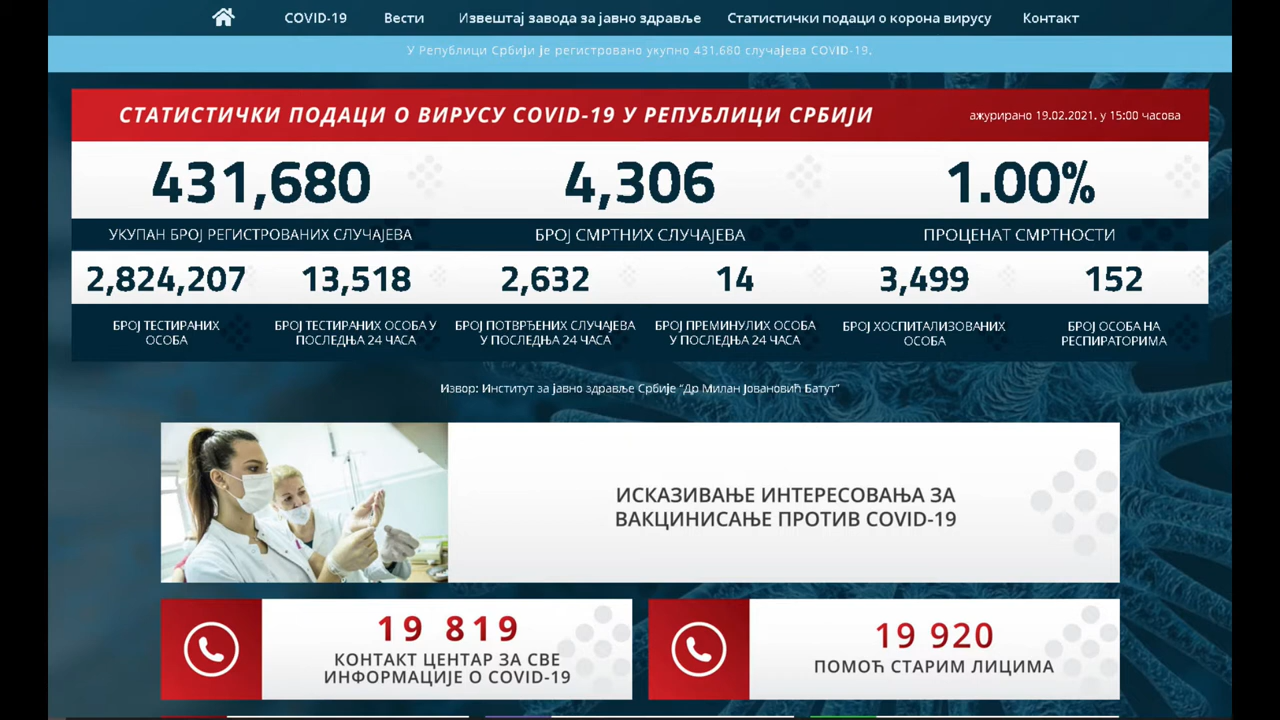 COVID-19 Вести Извештај завода за јавно здравље Статистички подаци о корона вирусу Контакт
У Републици Србији је регистровано укупно 431,680 случајева COVID-19.
СТАТИСТИЧКИ ПОДАЦИ О ВИРУСУ COVID-19 У РЕПУБЛИЦИ СРБИЈИ ажурирано 19.02.2021. у 15:00 часова
431,680 4,306 1.00%
УКУПАН БРОЈ РЕГИСТРОВАНИХ СЛУЧАЈЕВА БРОЈ СМРТНИХ СЛУЧАЈЕВА ПРОЦЕНАТ СМРТНОСТИ
2,824,207 13,518 2,632 14 3,499 152
БРОЈ ТЕСТИРАНИХ
ОСОБА
БРОЈ ТЕСТИРАНИХ ОСОБА У
ПОСЛЕДЊА 24 ЧАСА
БРОЈ ПОТВРЂЕНИХ СЛУЧАЈЕВА
У ПОСЛЕДЊА 24 ЧАСА
БРОЈ ПРЕМИНУЛИХ ОСОБА
У ПОСЛЕДЊА 24 ЧАСА
БРОЈ ХОСПИТАЛИЗОВАНИХ
ОСОБА
БРОЈ ОСОБА НА
РЕСПИРАТОРИМА
Извор: Институт за јавно здравље Србије “Др Милан Јовановић Батут”
ИСКАЗИВАЊЕ ИНТЕРЕСОВАЊА ЗА
ВАКЦИНИСАЊЕ ПРОТИВ COVID-19
19 819
КОНТАКТ ЦЕНТАР ЗА СВЕ
ИНФОРМАЦИЈЕ О COVID-19
19 920
ПОМОЋ СТАРИМ ЛИЦИМА